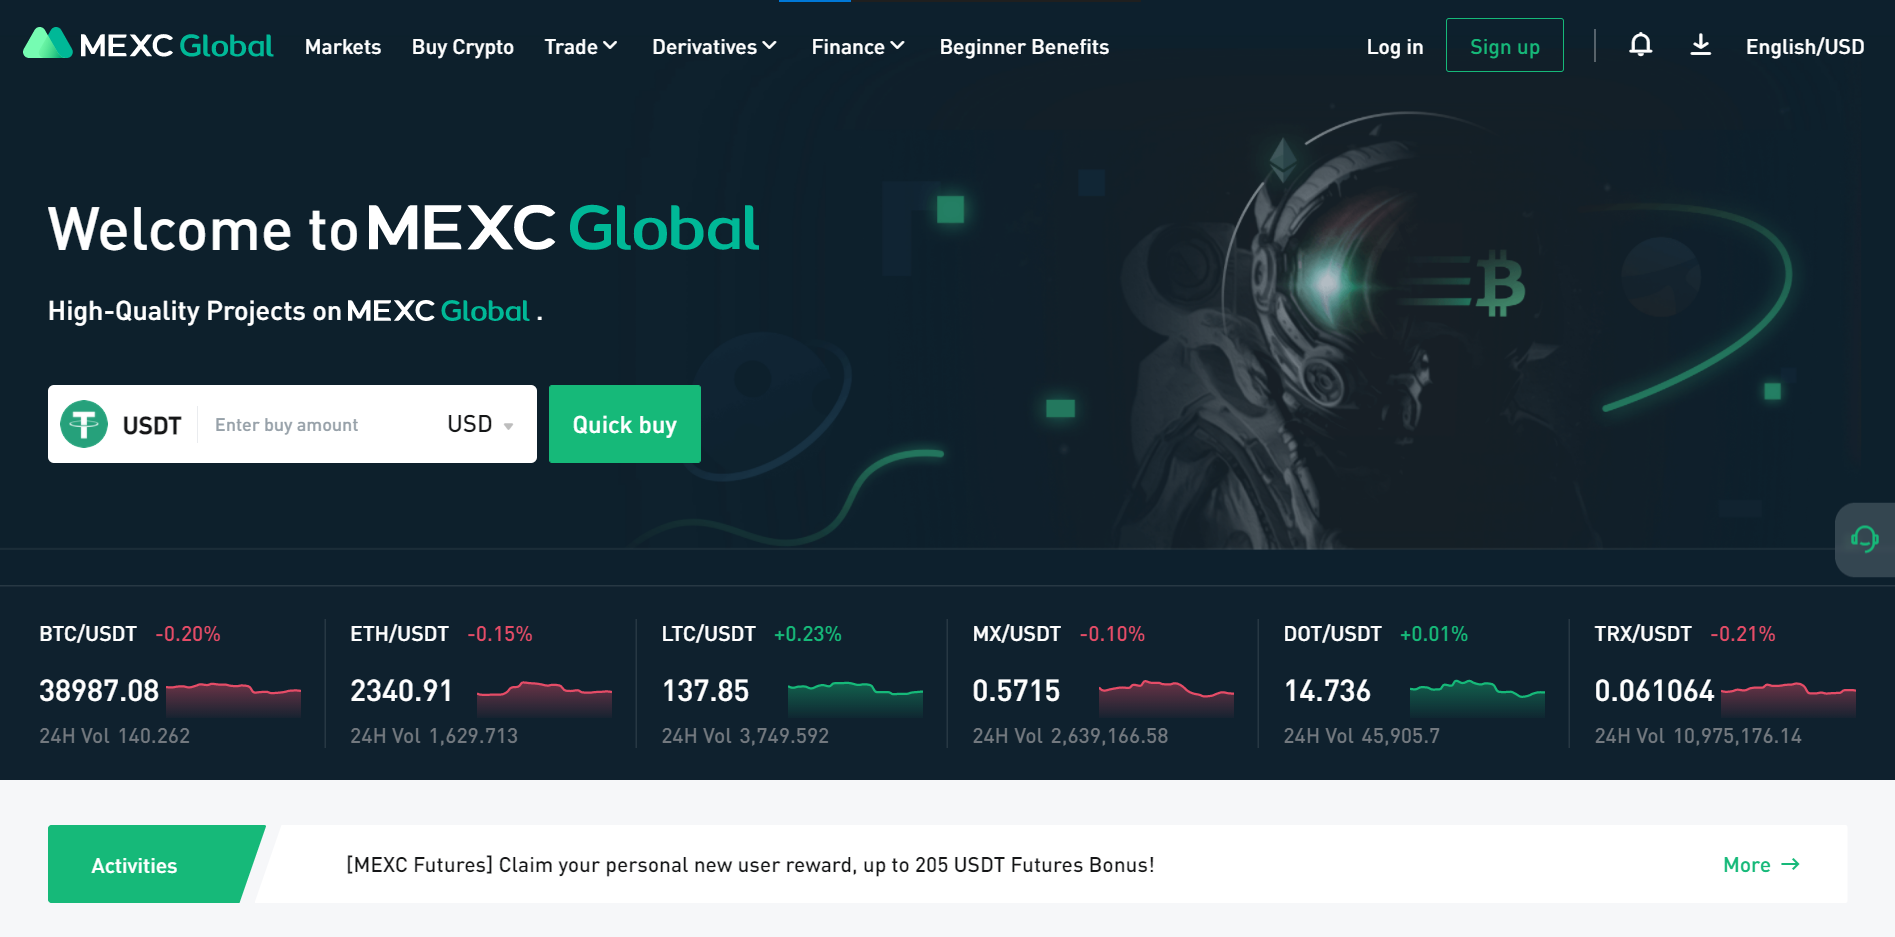 MEXC Global Markets Buy Crypto Trade Derivatives Finance Beginner Benefits Log in Sign up English/USD
Welcome to MEXC Global
High-Quality Projects on MEXC Global .
USDT Enter buy amount USD Quick buy
BTC/USDT -0.20% ETH/USDT -0.15% LTC/USDT +0.23% MX/USDT -0.10% DOT/USDT +0.01% TRX/USDT -0.21%
38987.08 2340.91 137.85 0.5715 14.736 0.061064
24H Vol 140.262 24H Vol 1,629.713 24H Vol 3,749.592 24H Vol 2,639,166.58 24H Vol 45,905.7 24H Vol 10,975,176.14
Activities [MEXC Futures] Claim your personal new user reward, up to 205 USDT Futures Bonus! More